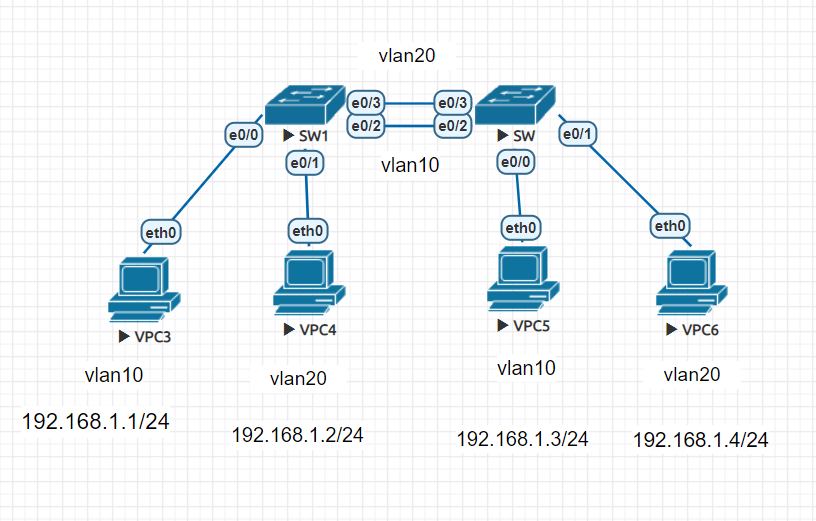 vlan20
e0/3 e0/3
e0/2 e0/2
SW1 SW
e0/0 e0/1 e0/0 e0/1
vlan10
eth0 eth0 eth0 eth0
VPC3 VPC4 VPC5 VPC6
vlan10 vlan20 vlan10 vlan20
192.168.1.1/24 192.168.1.2/24 192.168.1.3/24 192.168.1.4/24